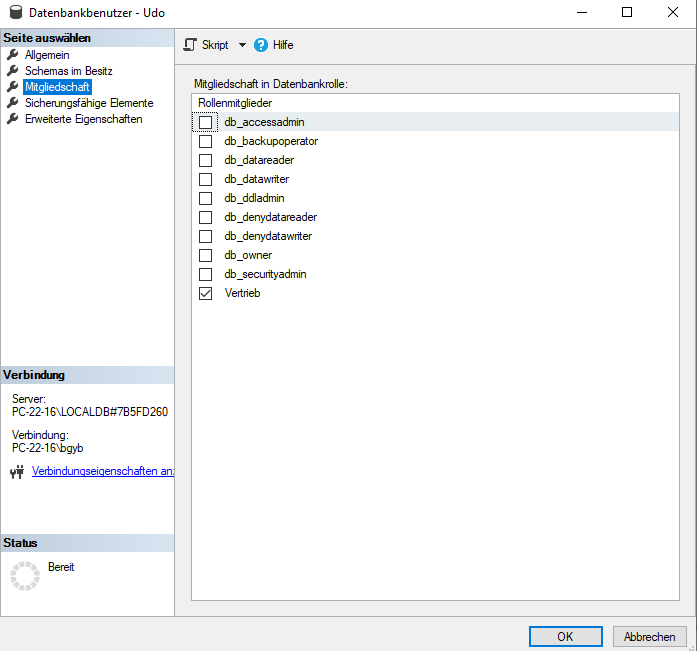 Datenbankbenutzer - Udo
Seite auswählen
Allgemein
Schemas im Besitz
Mitgliedschaft
Sicherungsfähige Elemente
Erweiterte Eigenschaften
Skript
Hilfe
Mitgliedschaft in Datenbankrolle:
Rollenmitglieder
db_accessadmin
db_backupoperator
db_datareader
db_datawriter
db_ddladmin
db_denydatareader
db_denydatawriter
db_owner
db_securityadmin
Vertrieb
Verbindung
Server:
PC-22-16\LOCALDB#7B5FD260
Verbindung:
PC-22-16\bgyb
Verbindungseigenschaften an
Status
Bereit
OK
Abbrechen